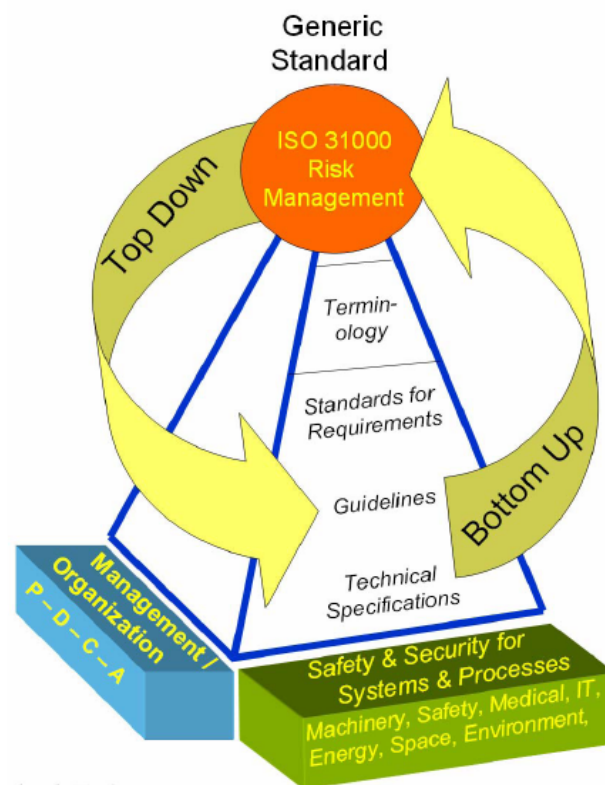 Generic
Standard
ISO 31000
Risk
Management
Top Down
Termin-
ology
Standards for
Requirements
Guidelines
Technical
Specifications
Bottom Up
Management /
Organization
P – D – C – A
Safety & Security for
Systems & Processes
Machinery, Safety, Medical, IT,
Energy, Space, Environment,